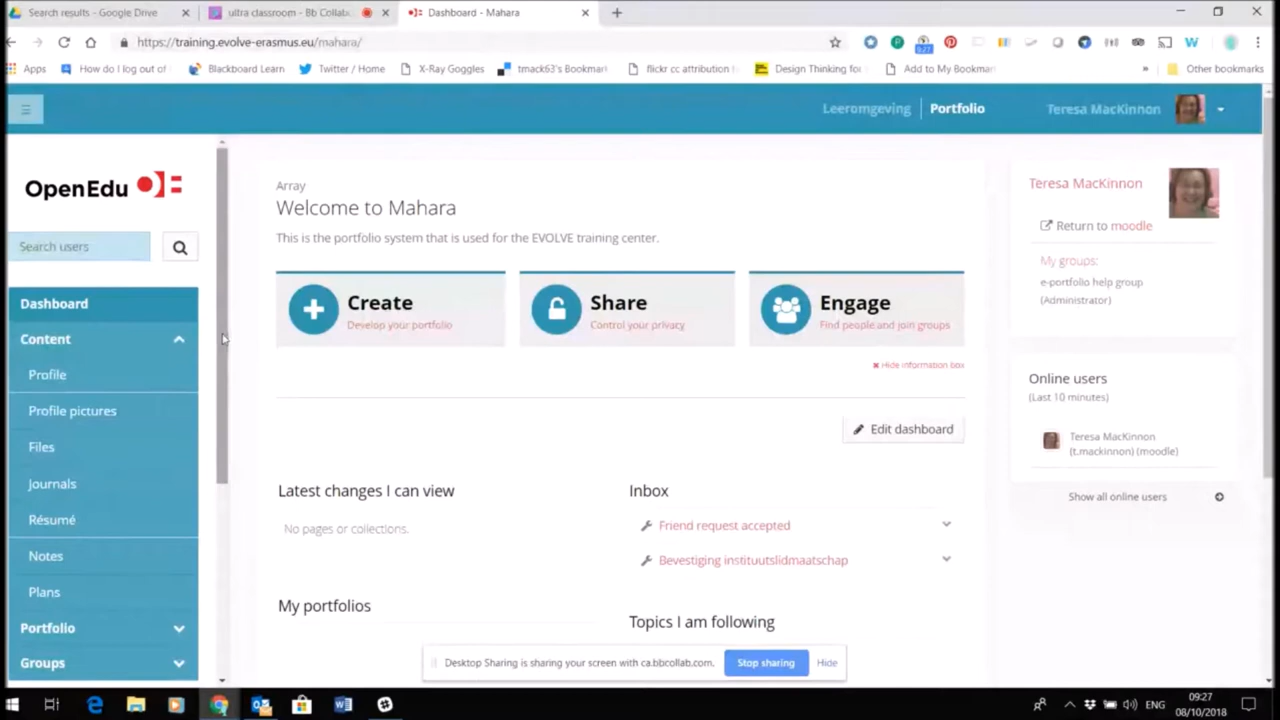 Search results - Google Drive
ultra classroom - Bb Collab
Dashboard - Mahara
https://training.evolve-erasmus.eu/mahara/
0:27
Apps
How do I log out of
Blackboard Learn
Twitter / Home
X-Ray Goggles
tmack63's Bookmar
flickr cc attribution
Design Thinking for
Add to My Bookmar
»
Other bookmarks
Leeromgeving
Portfolio
Teresa MacKinnon
OpenEdu
Search users
Dashboard
Content
Profile
Profile pictures
Files
Journals
Résumé
Notes
Plans
Portfolio
Groups
Array
Welcome to Mahara
This is the portfolio system that is used for the EVOLVE training center.
Create
Develop your portfolio
Share
Control your privacy
Engage
Find people and join groups
Hide information box
Edit dashboard
Latest changes I can view
No pages or collections.
My portfolios
Inbox
Friend request accepted
Bevestiging instituutslidmaatschap
Topics I am following
Teresa MacKinnon
Return to moodle
My groups:
e-portfolio help group
(Administrator)
Online users
(Last 10 minutes)
Teresa MacKinnon
(t.mackinnon) (moodle)
Show all online users
Desktop Sharing is sharing your screen with ca.bbcollab.com.
Stop sharing
Hide
ENG
09:27
08/10/2018